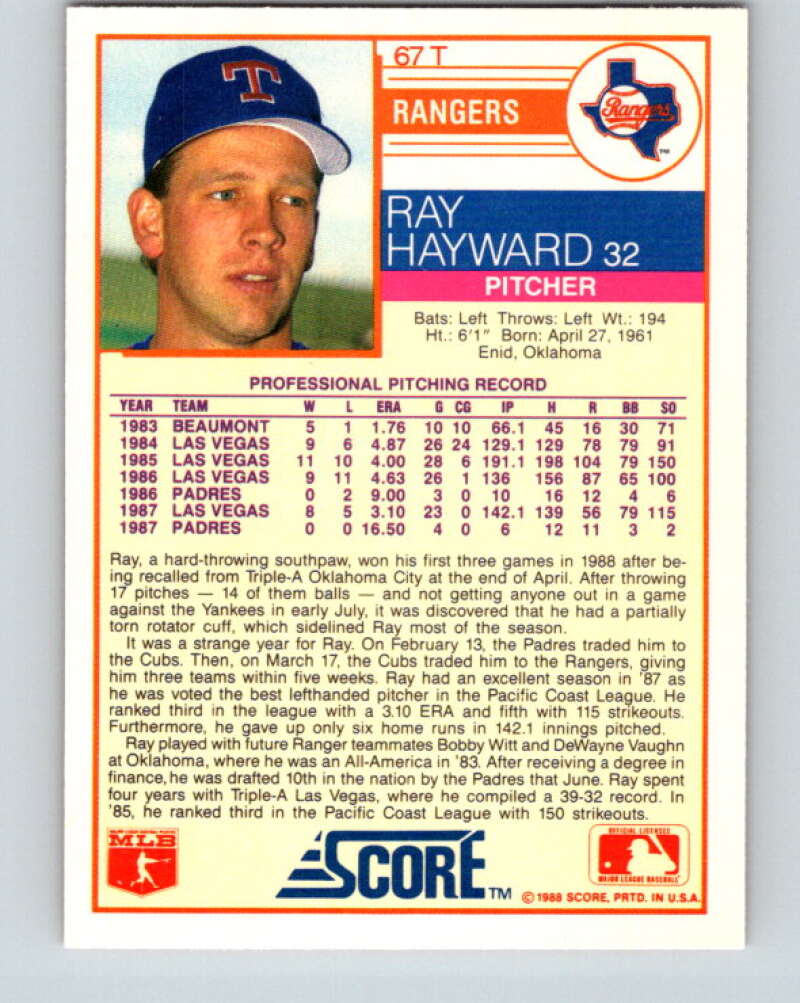 67 T
T
RANGERS
Rangers
TM
RAY
HAYWARD 32
PITCHER
Bats: Left Throws: Left Wt.: 194
Ht.: 6'1" Born: April 27, 1961
Enid, Oklahoma
PROFESSIONAL PITCHING RECORD
YEAR TEAM W L ERA G CG IP H R BB SO
1983 BEAUMONT 5 1 1.76 10 10 66.1 45 16 30 71
1984 LAS VEGAS 9 6 4.87 26 24 129.1 129 78 79 91
1985 LAS VEGAS 11 10 4.00 28 6 191.1 198 104 79 150
1986 LAS VEGAS 9 11 4.63 26 1 136 156 87 65 100
1986 PADRES 0 2 9.00 3 0 10 16 12 4 6
1987 LAS VEGAS 8 5 3.10 23 0 142.1 139 56 79 115
1987 PADRES 0 0 16.50 4 0 6 12 11 3 2
Ray, a hard-throwing southpaw, won his first three games in 1988 after be-
ing recalled from Triple-A Oklahoma City at the end of April. After throwing
17 pitches — 14 of them balls — and not getting anyone out in a game
against the Yankees in early July, it was discovered that he had a partially
torn rotator cuff, which sidelined Ray most of the season.
It was a strange year for Ray. On February 13, the Padres traded him to
the Cubs. Then, on March 17, the Cubs traded him to the Rangers, giving
him three teams within five weeks. Ray had an excellent season in '87 as
he was voted the best lefthanded pitcher in the Pacific Coast League. He
ranked third in the league with a 3.10 ERA and fifth with 115 strikeouts.
Furthermore, he gave up only six home runs in 142.1 innings pitched.
Ray played with future Ranger teammates Bobby Witt and DeWayne Vaughn
at Oklahoma, where he was an All-America in '83. After receiving a degree in
finance, he was drafted 10th in the nation by the Padres that June. Ray spent
four years with Triple-A Las Vegas, where he compiled a 39-32 record. In
'85, he ranked third in the Pacific Coast League with 150 strikeouts.
MAJOR LEAGUE BASEBALL PLAYERS
MLB
SCORE TM
OFFICIAL LICENSEE
MAJOR LEAGUE BASEBALL
© 1988 SCORE, PRTD. IN U.S.A.